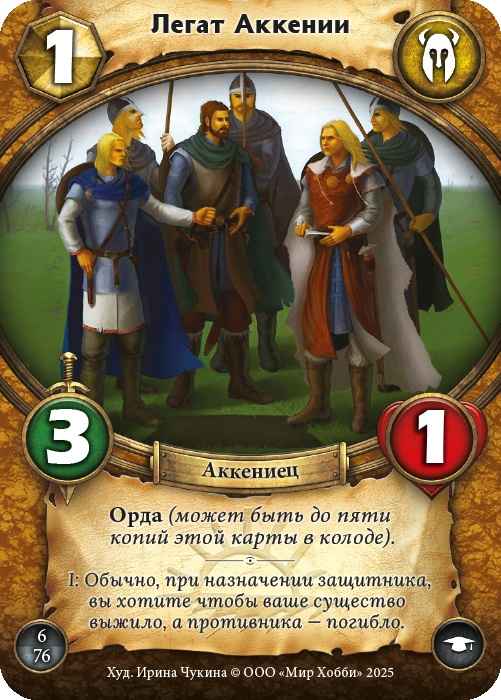 Легат Аккении
1
3
1
Аккениец
Орда (может быть до пяти
копий этой карты в колоде).
I: Обычно, при назначении защитника,
вы хотите чтобы ваше существо
выжило, а противника – погибло.
6
76
Худ. Ирина Чукина © ООО «Мир Хобби» 2025